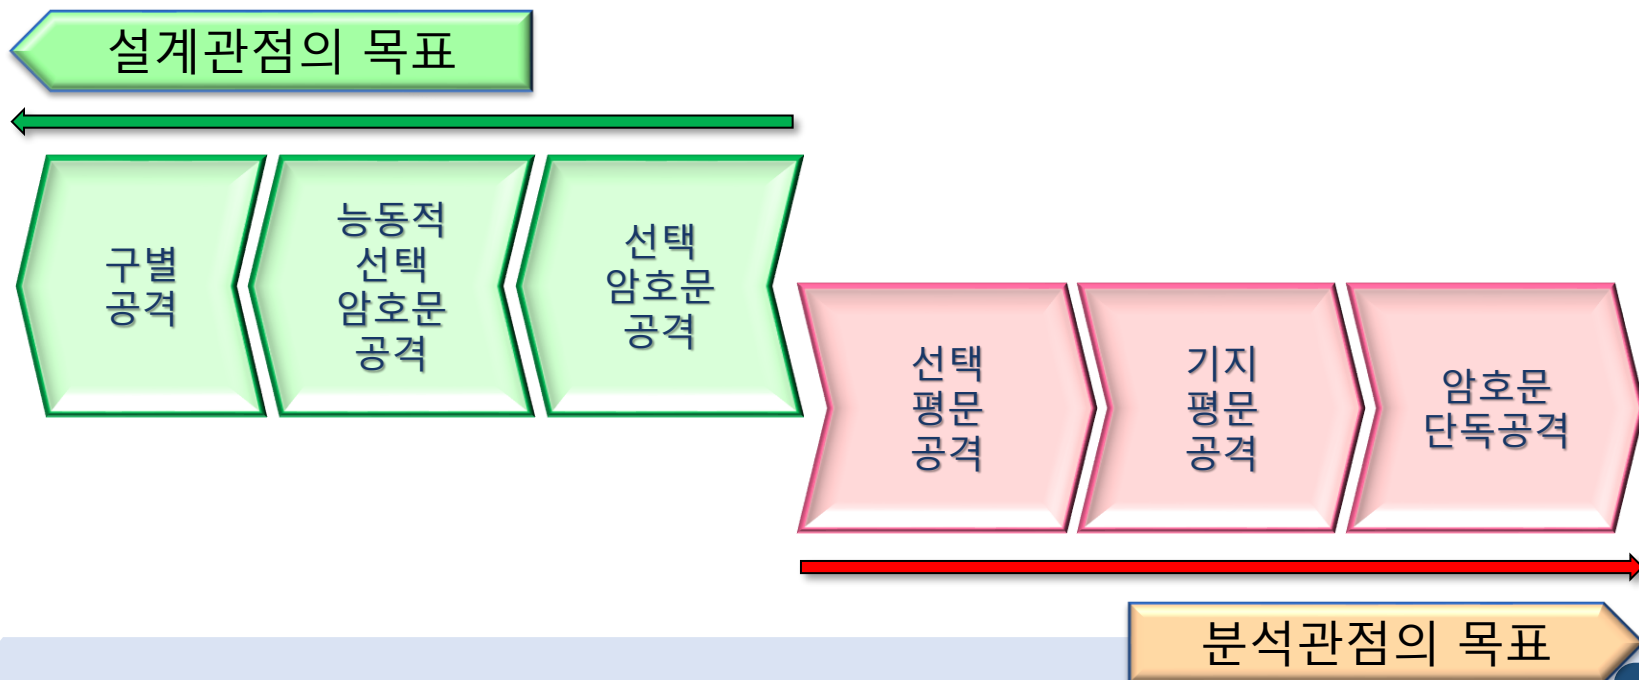 설계관점의 목표
구별
공격
능동적
선택
암호문
공격
선택
암호문
공격
선택
평문
공격
기지
평문
공격
암호문
단독공격
분석관점의 목표